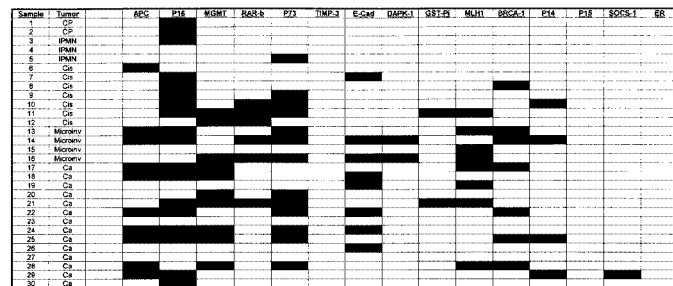 Sample Tumor APC P16 MGMT RAR-b P73 TIMP-3 E-Cad DAPK-1 GST-Pi MLH1 BRCA-1 P14 P15 SOCS-1 ER
1 CP
2 CP
3 IPMN
4 IPMN
5 IPMN
6 Cis
7 Cis
8 Cis
9 Cis
10 Cis
11 Cis
12 Cis
13 Microinv
14 Microinv
15 Microinv
16 Microinv
17 Ca
18 Ca
19 Ca
20 Ca
21 Ca
22 Ca
23 Ca
24 Ca
25 Ca
26 Ca
27 Ca
28 Ca
29 Ca
30 Ca